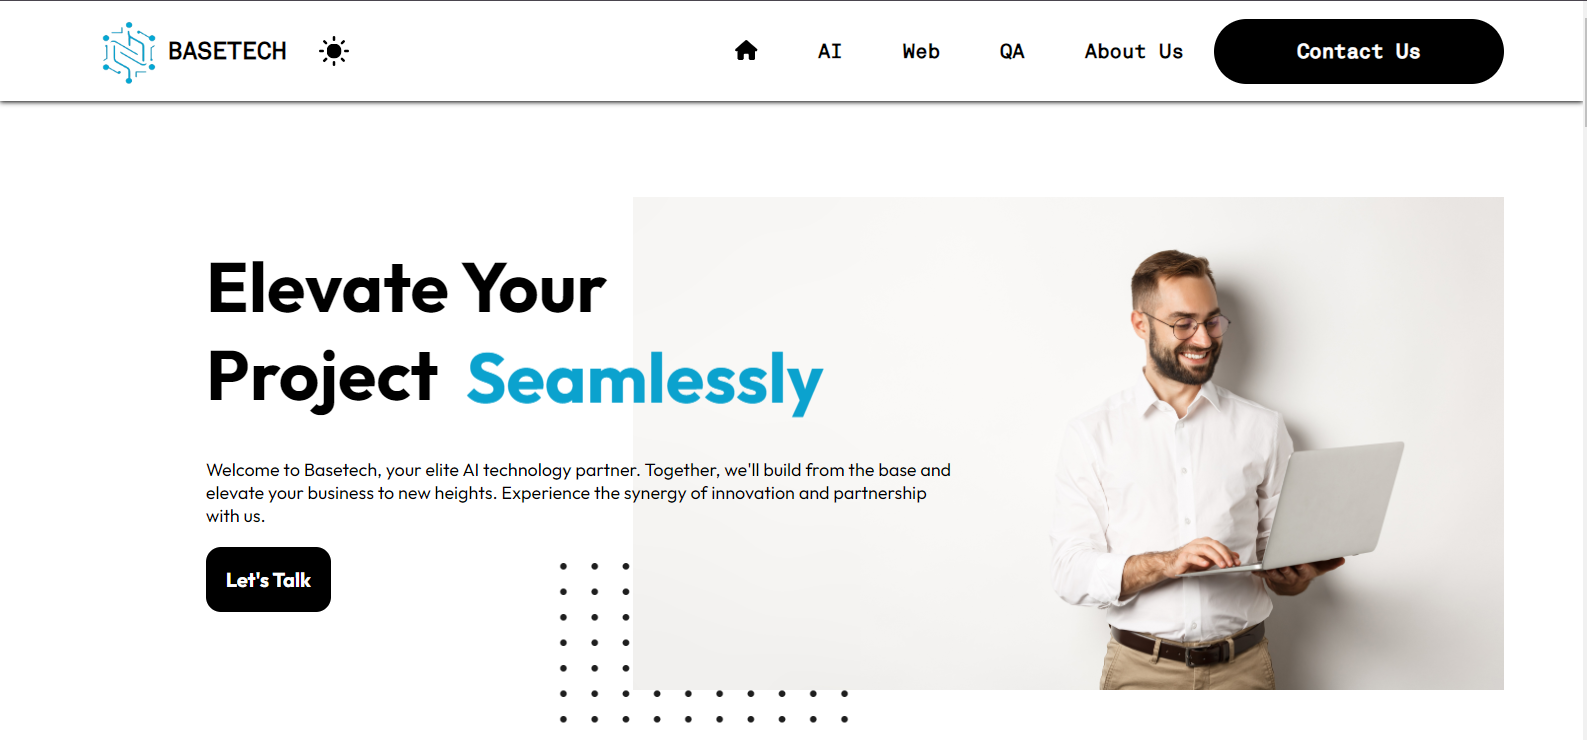 BASETECH
AI
Web
QA
About Us
Contact Us
Elevate Your
Project Seamlessly
Welcome to Basetech, your elite AI technology partner. Together, we'll build from the base and
elevate your business to new heights. Experience the synergy of innovation and partnership
with us.
Let's Talk